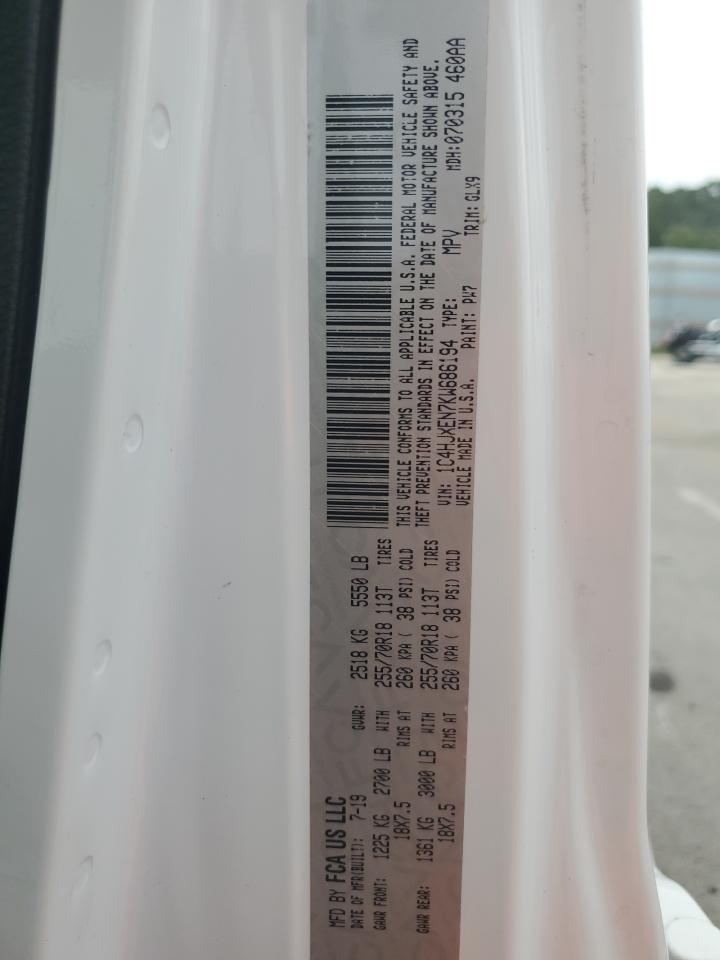 MFD BY FCA US LLC
DATE OF MFR(BUILT): 7-19 GVWR: 2518 KG 5550 LB
GAWR FRONT: 1225 KG 2700 LB WITH 255/70R18 113T TIRES
18X7.5 RIMS AT 260 KPA ( 38 PSI) COLD
GAWR REAR: 1361 KG 3000 LB WITH 255/70R18 113T TIRES
18X7.5 RIMS AT 260 KPA ( 38 PSI) COLD
THIS VEHICLE CONFORMS TO ALL APPLICABLE U.S.A. FEDERAL MOTOR VEHICLE SAFETY AND
THEFT PREVENTION STANDARDS IN EFFECT ON THE DATE OF MANUFACTURE SHOWN ABOVE.
VIN: 1C4HJXEN7KW686194 TYPE: MPV MDH:070315 460AA
VEHICLE MADE IN U.S.A. PAINT: PW7 TRIM: GLX9